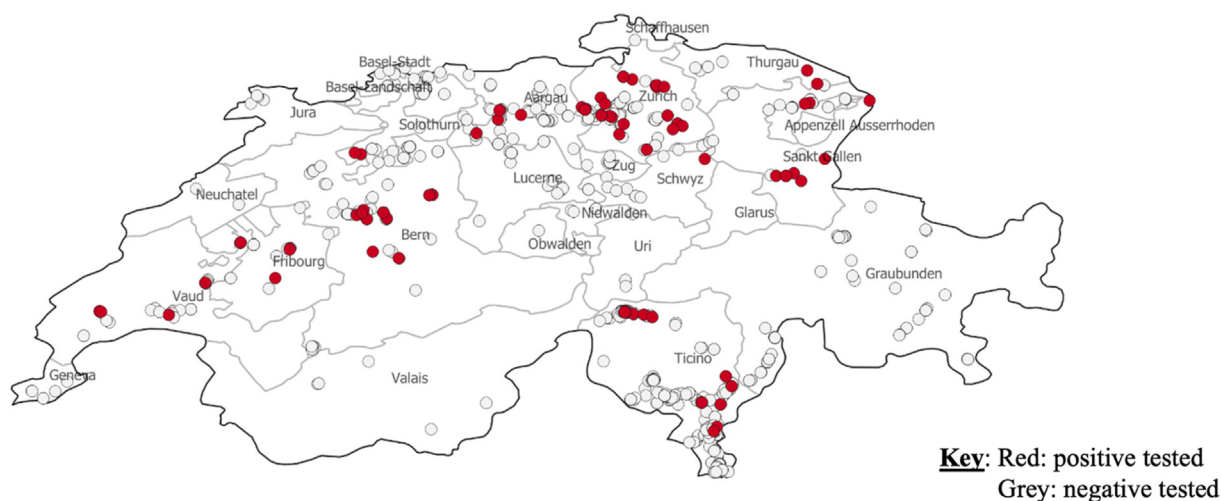 Schaffhausen
Basel-Stadt
Thurgau
Basel-Landschaft
Aargau
Zurich
Jura
Solothurn
Appenzell Ausserrhoden
Zug
Sankt Gallen
Lucerne
Schwyz
Neuchatel
Nidwalden
Glarus
Bern
Obwalden
Uri
Fribourg
Graubunden
Vaud
Ticino
Geneva
Valais
Key: Red: positive tested
Grey: negative tested